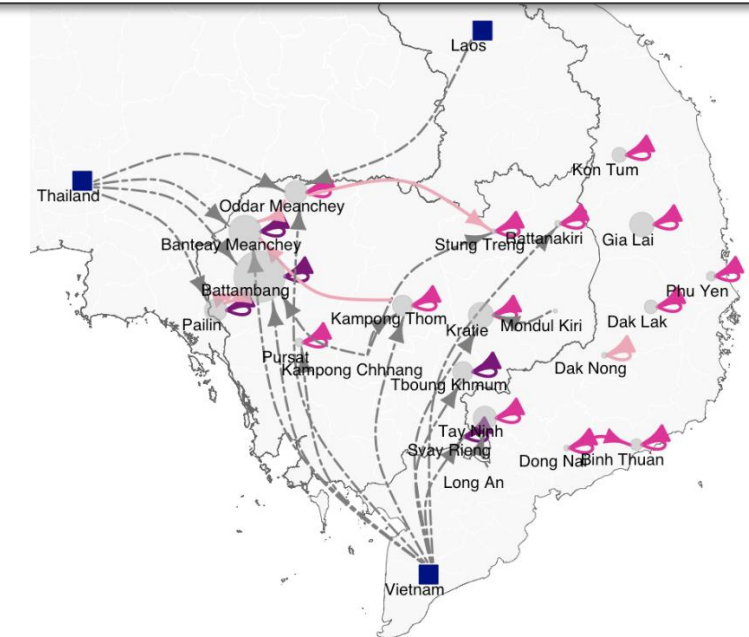 Laos
Kon Tum
Thailand
Oddar Meanchey
Banteay Meanchey
Stung Treng
Rattanakiri
Gia Lai
Battambang
Phu Yen
Pailin
Kampong Thom
Kratie
Mondul Kiri
Dak Lak
Pursat
Kampong Chhnang
Tboung Khmum
Dak Nong
Tay Ninh
Svay Rieng
Dong Nai
Binh Thuan
Long An
Vietnam